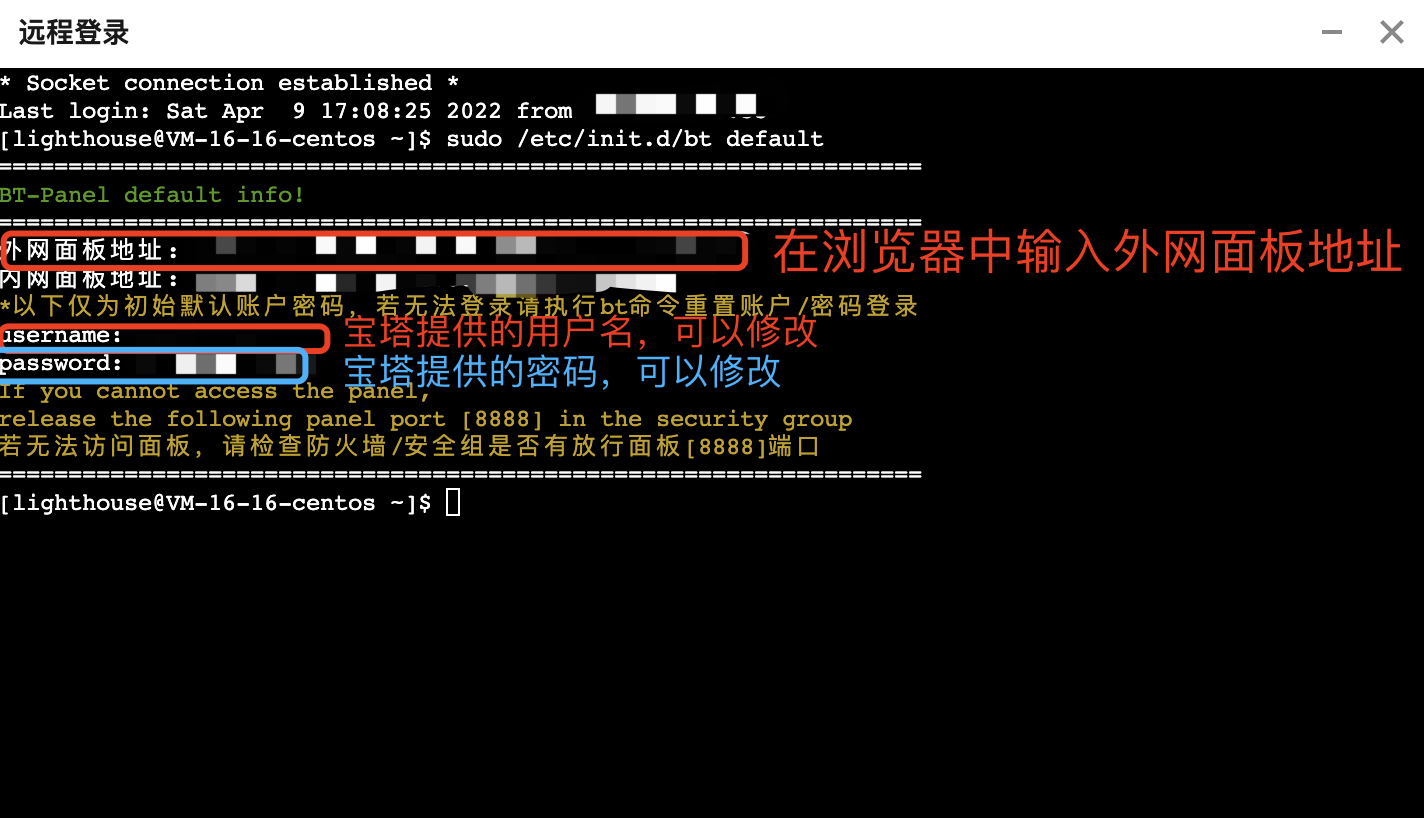 远程登录
* Socket connection established *
Last login: Sat Apr  9 17:08:25 2022 from
[lighthouse@VM-16-16-centos ~]$ sudo /etc/init.d/bt default
==================================================================
BT-Panel default info!
==================================================================
外网面板地址: 在浏览器中输入外网面板地址
内网面板地址:
*以下仅为初始默认账户密码，若无法登录请执行bt命令重置账户/密码登录
username: 宝塔提供的用户名，可以修改
password: 宝塔提供的密码，可以修改
If you cannot access the panel,
release the following panel port [8888] in the security group
若无法访问面板，请检查防火墙/安全组是否有放行面板[8888]端口
==================================================================
[lighthouse@VM-16-16-centos ~]$